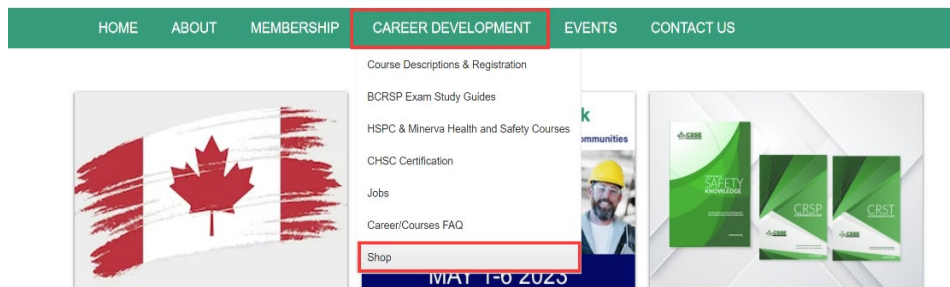 HOME ABOUT MEMBERSHIP CAREER DEVELOPMENT EVENTS CONTACT US
Course Descriptions & Registration
BCRSP Exam Study Guides
HSPC & Minerva Health and Safety Courses
CHSC Certification
Jobs
Career/Courses FAQ
Shop
k
ommunities
MAY 1-6 2023
CSSE
SAFETY
KNOWLEDGE
CRSP
CSSE
CRST
CSSE